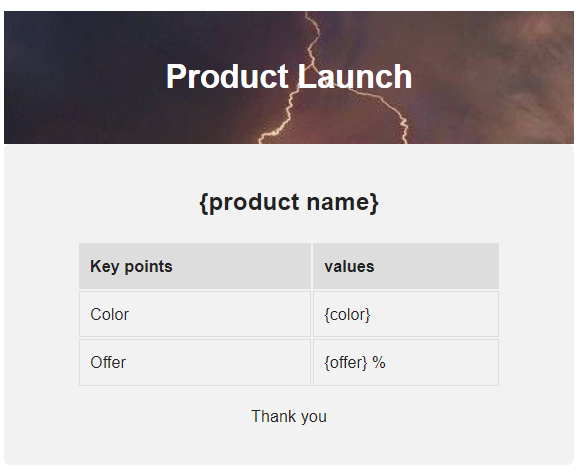 Product Launch
{product name}
Key points values
Color {color}
Offer {offer} %
Thank you